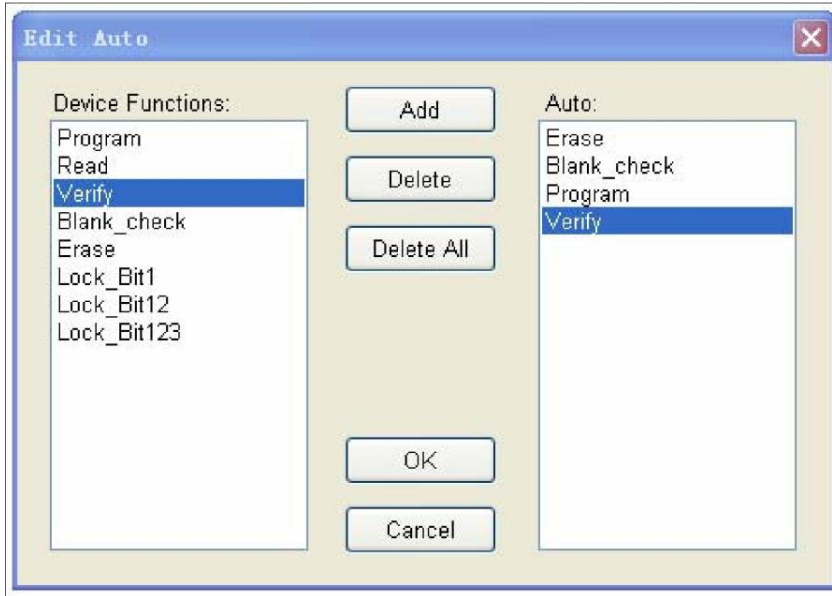 Edit Auto
Device Functions:
Program
Read
Verify
Blank_check
Erase
Lock_Bit1
Lock_Bit12
Lock_Bit123
Add
Delete
Delete All
OK
Cancel
Auto:
Erase
Blank_check
Program
Verify